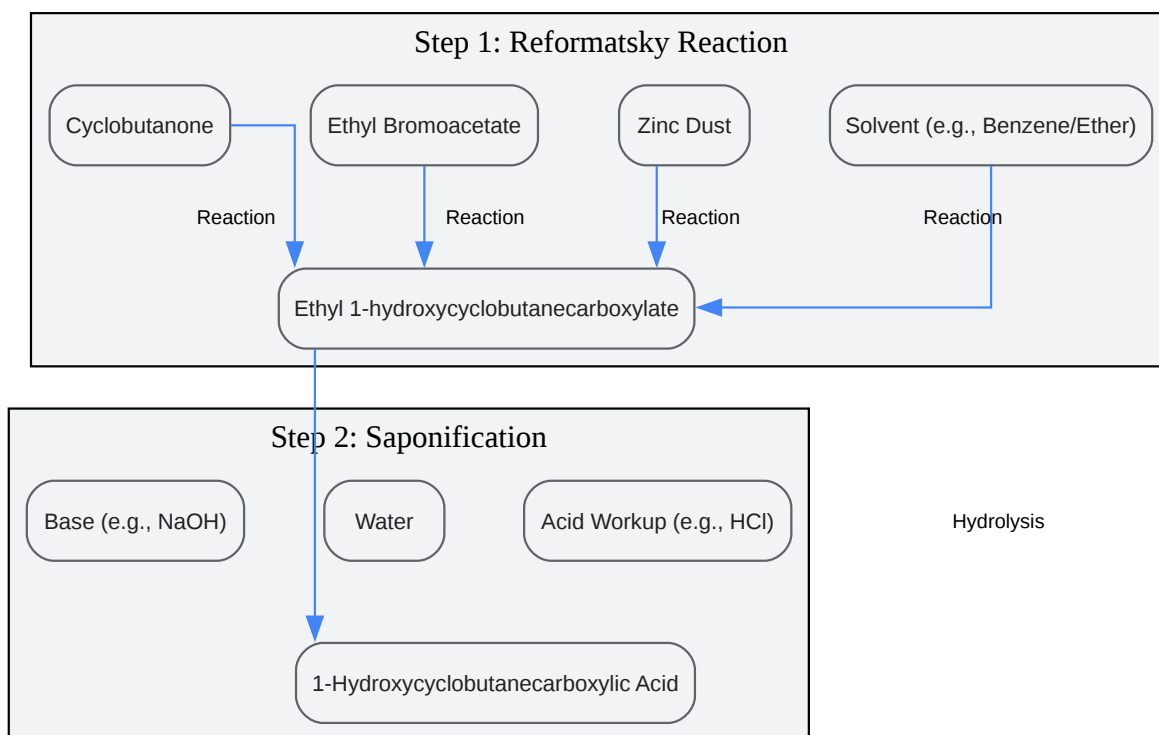 Step 1: Reformatsky Reaction
Cyclobutanone
Ethyl Bromoacetate
Zinc Dust
Solvent (e.g., Benzene/Ether)
Reaction
Reaction
Reaction
Reaction
Ethyl 1-hydroxycyclobutanecarboxylate
Step 2: Saponification
Base (e.g., NaOH)
Water
Acid Workup (e.g., HCl)
Hydrolysis
1-Hydroxycyclobutanecarboxylic Acid